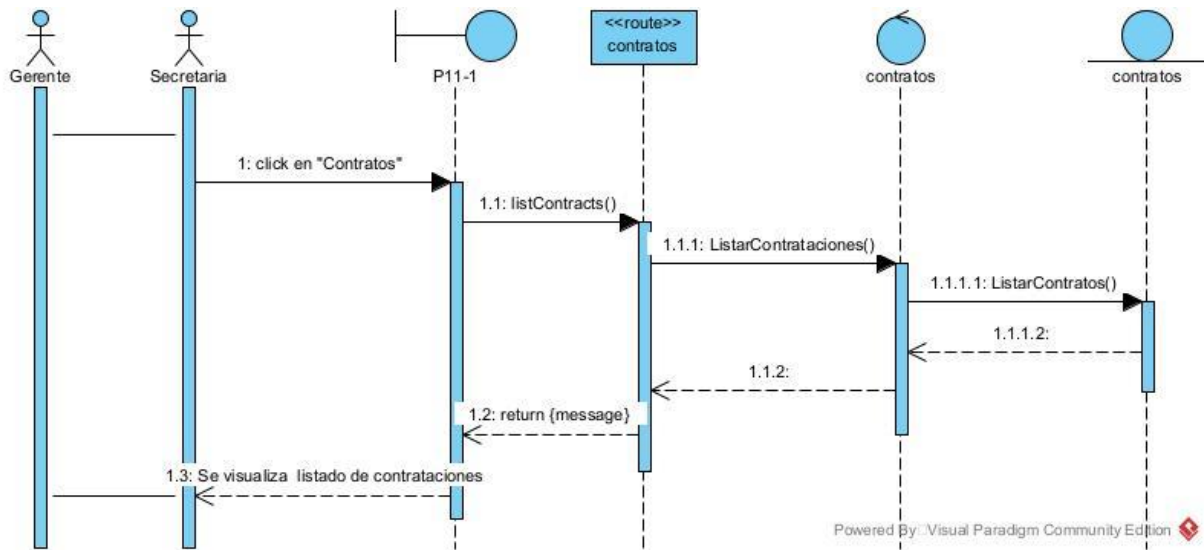 <<route>>
contratos
Gerente
Secretaria
P11-1
contratos
contratos
1: click en "Contratos"
1.1: listContracts()
1.1.1: ListarContrataciones()
1.1.1.1: ListarContratos()
1.1.1.2:
1.1.2:
1.2: return {message}
1.3: Se visualiza listado de contrataciones
Powered By Visual Paradigm Community Edition